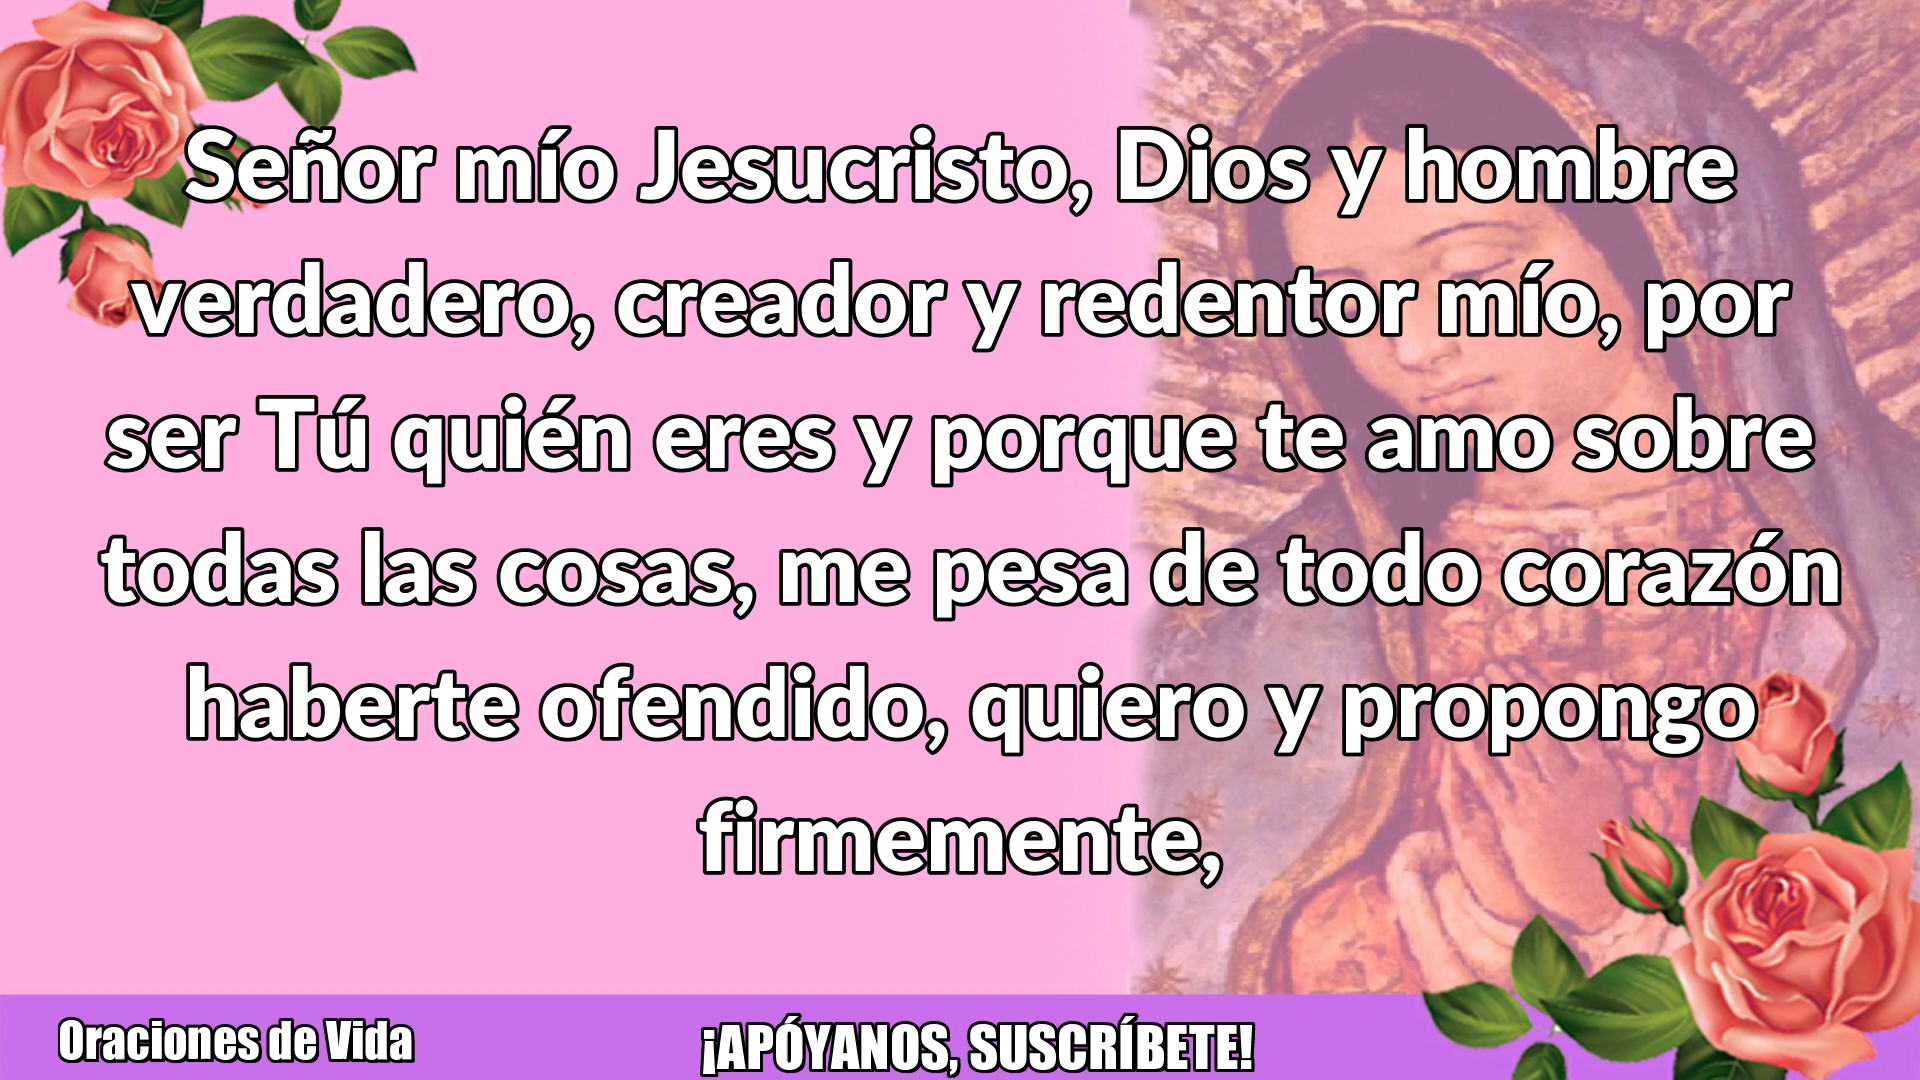 Señor mío Jesucristo, Dios y hombre
verdadero, creador y redentor mío, por
ser Tú quién eres y porque te amo sobre
todas las cosas, me pesa de todo corazón
haberte ofendido, quiero y propongo
firmemente,
Oraciones de Vida
¡APÓYANOS, SUSCRÍBETE!